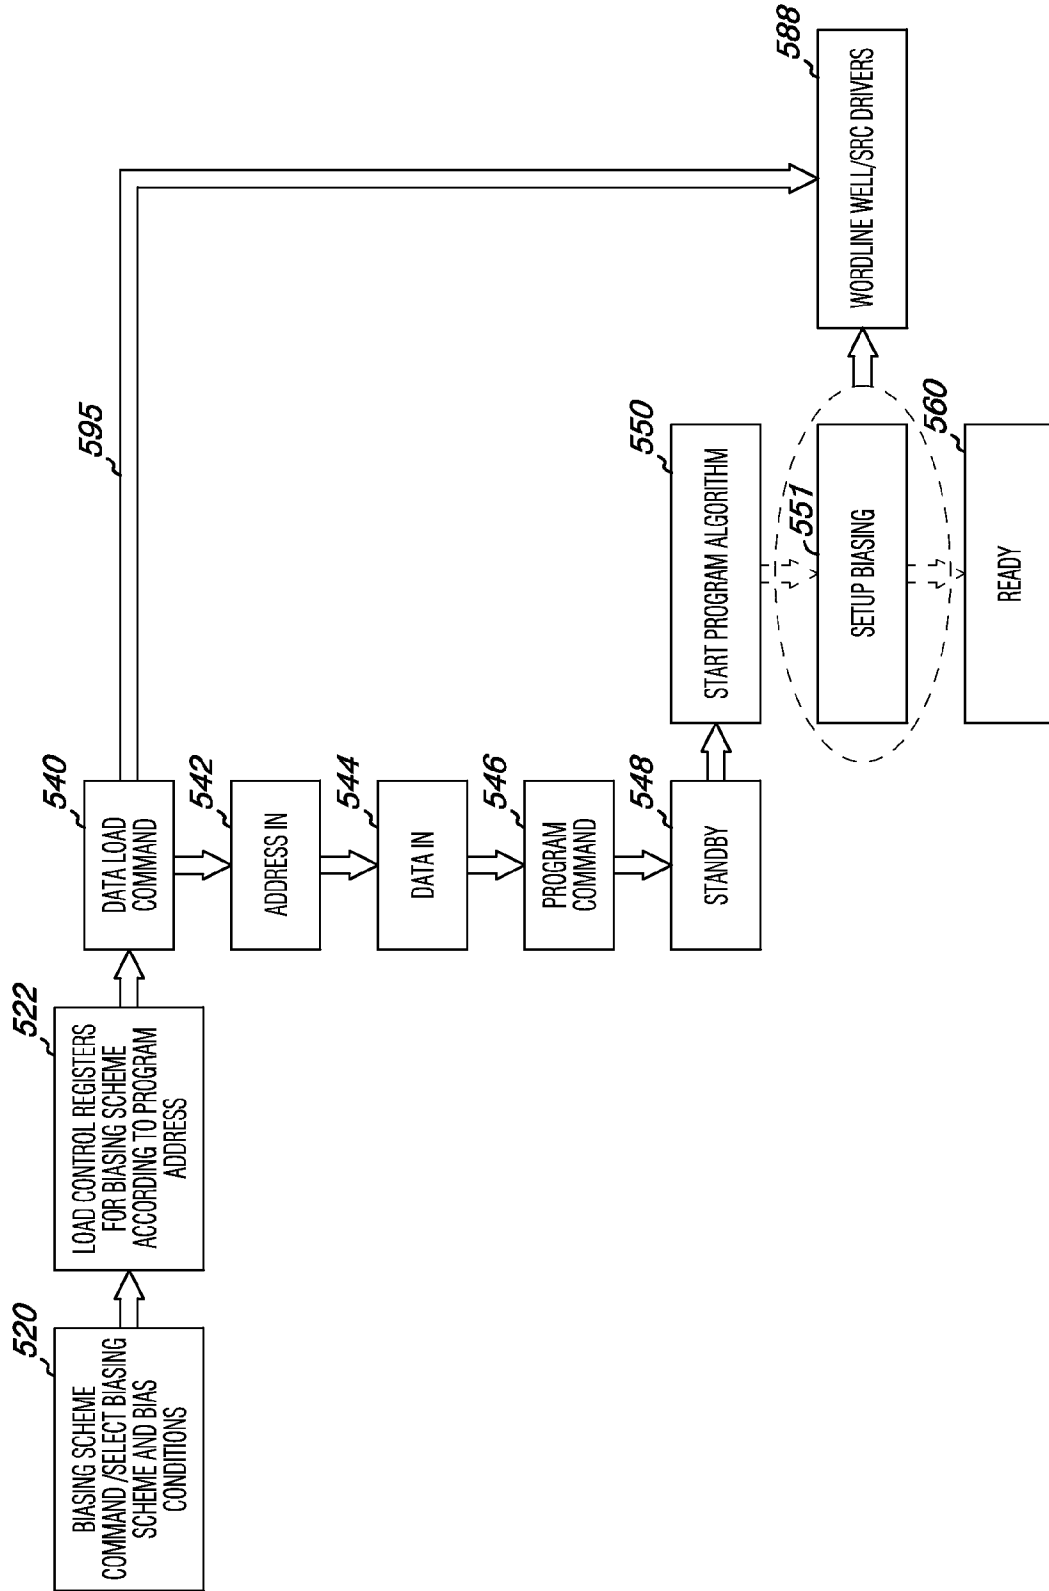 520
BIASING SCHEME
COMMAND /SELECT BIASING
SCHEME AND BIAS
CONDITIONS
522
LOAD CONTROL REGISTERS
FOR BIASING SCHEME
ACCORDING TO PROGRAM
ADDRESS
540
DATA LOAD
COMMAND
595
542
ADDRESS IN
544
DATA IN
546
PROGRAM
COMMAND
548
STANDBY
550
START PROGRAM ALGORITHM
551
SETUP BIASING
560
READY
588
WORDLINE WELL/SRC DRIVERS